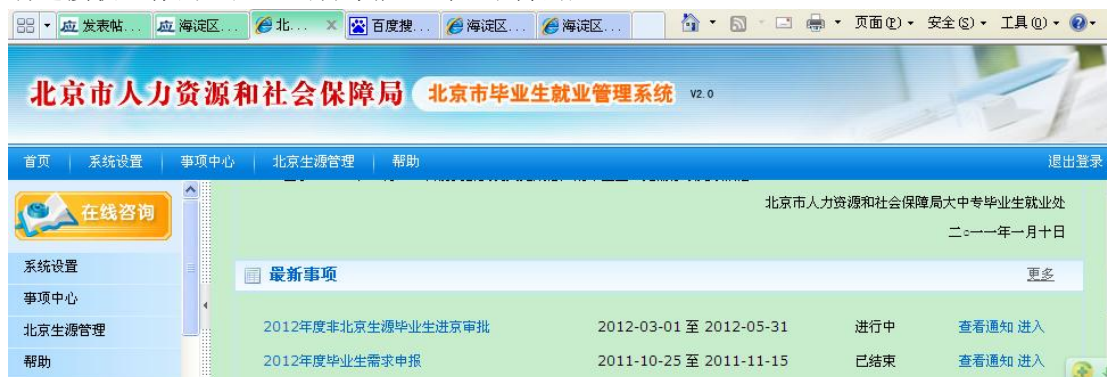 发表帖... 海淀区... 北... 百度搜... 海淀区... 海淀区... 页面(P) 安全(S) 工具(O)
北京市人力资源和社会保障局 北京市毕业生就业管理系统 V2.0
首页 系统设置 事项中心 北京生源管理 帮助 退出登录
在线咨询
北京市人力资源和社会保障局大中专毕业生就业处
二○一一年一月十日
系统设置
最新事项 更多
事项中心
北京生源管理
2012年度非北京生源毕业生进京审批 2012-03-01 至 2012-05-31 进行中 查看通知 进入
帮助
2012年度毕业生需求申报 2011-10-25 至 2011-11-15 已结束 查看通知 进入